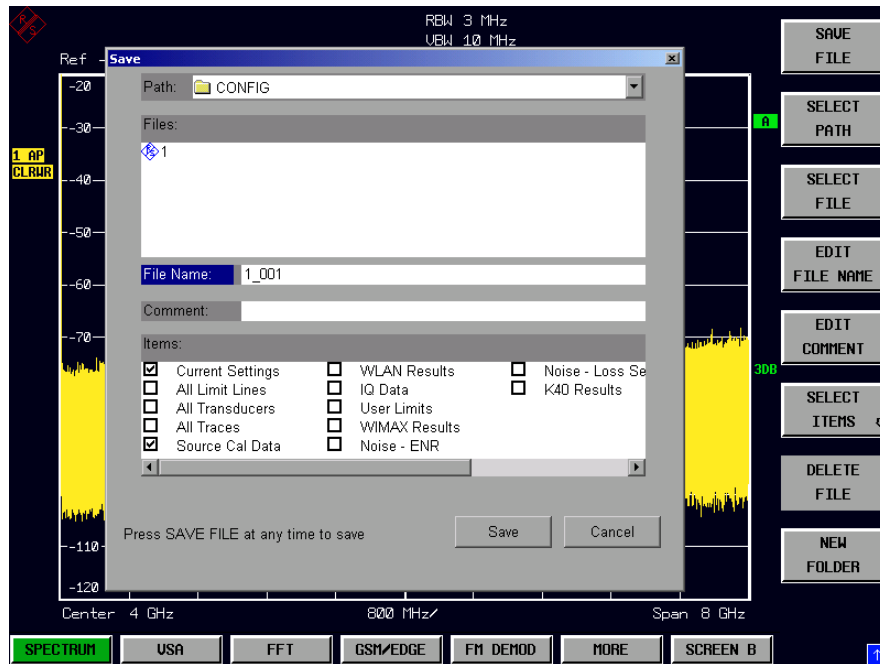 RBW 3 MHz
VBW 10 MHz
Ref -
Save
Path: CONFIG
Files:
1
File Name: 1_001
Comment:
Items:
Current Settings
All Limit Lines
All Transducers
All Traces
Source Cal Data
WLAN Results
IQ Data
User Limits
WIMAX Results
Noise - ENR
Noise - Loss Se
K40 Results
Press SAVE FILE at any time to save
Save
Cancel
-20
-30
-40
-50
-60
-70
-110
-120
1 AP
CLRWR
A
3DB
Center 4 GHz
800 MHz/
Span 8 GHz
SAVE
FILE
SELECT
PATH
SELECT
FILE
EDIT
FILE NAME
EDIT
COMMENT
SELECT
ITEMS
DELETE
FILE
NEW
FOLDER
SPECTRUM
VSA
FFT
GSM/EDGE
FM DEMOD
MORE
SCREEN B